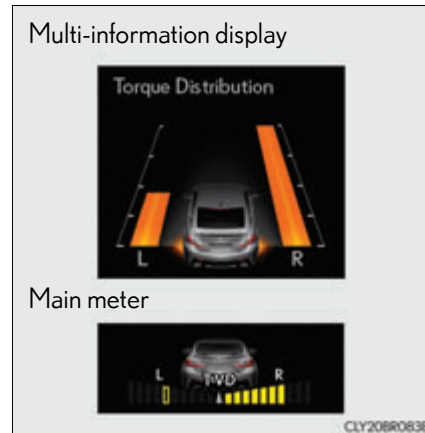 Multi-information display
Torque Distribution
L R
Main meter
L TVD R
CLY20BR083E